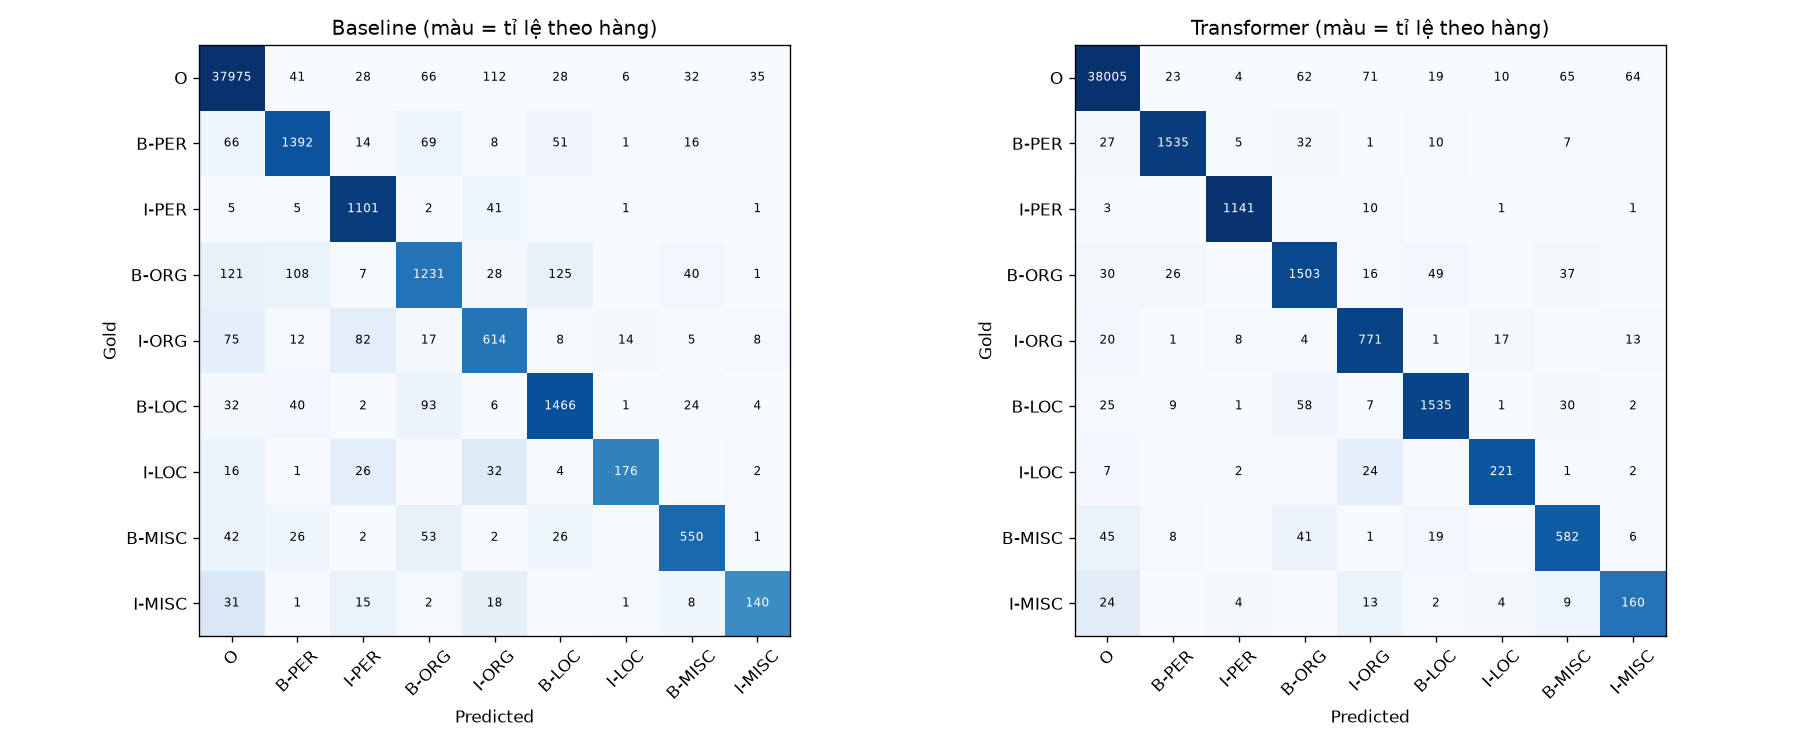 Baseline (màu = tỉ lệ theo hàng)
O 37975 41 28 66 112 28 6 32 35
B-PER 66 1392 14 69 8 51 1 16
I-PER 5 5 1101 2 41 1 1
B-ORG 121 108 7 1231 28 125 40 1
I-ORG 75 12 82 17 614 8 14 5 8
B-LOC 32 40 2 93 6 1466 1 24 4
I-LOC 16 1 26 32 4 176 2
B-MISC 42 26 2 53 2 26 550 1
I-MISC 31 1 15 2 18 1 8 140
Gold
O B-PER I-PER B-ORG I-ORG B-LOC I-LOC B-MISC I-MISC
Predicted
Transformer (màu = tỉ lệ theo hàng)
O 38005 23 4 62 71 19 10 65 64
B-PER 27 1535 5 32 1 10 7
I-PER 3 1141 10 1 1
B-ORG 30 26 1503 16 49 37
I-ORG 20 1 8 4 771 1 17 13
B-LOC 25 9 1 58 7 1535 1 30 2
I-LOC 7 2 24 221 1 2
B-MISC 45 8 41 1 19 582 6
I-MISC 24 4 13 2 4 9 160
Gold
O B-PER I-PER B-ORG I-ORG B-LOC I-LOC B-MISC I-MISC
Predicted